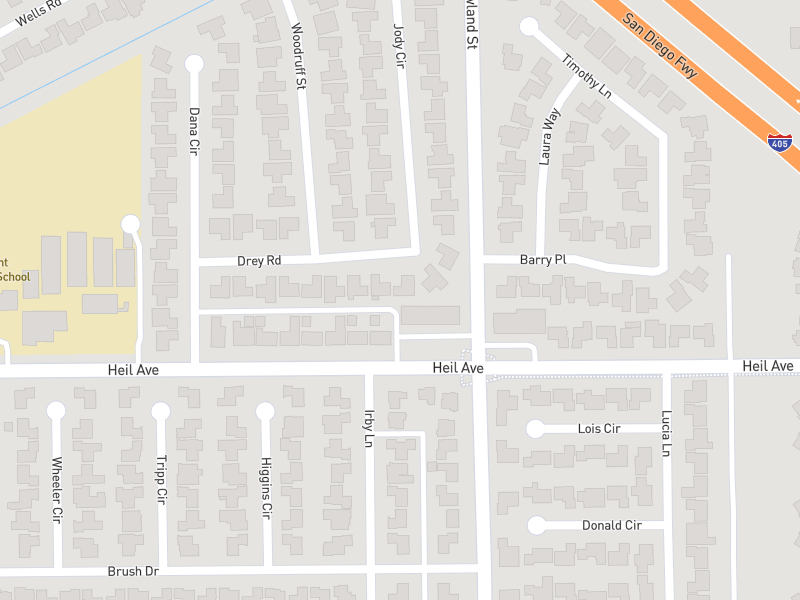 Wells Rd
Woodruff St
Jody Cir
San Diego Fwy
Timothy Ln
Dana Cir
Laura Way
405
School
Drey Rd
Barry Pl
Heil Ave
Heil Ave
Heil Ave
Irby Ln
Lois Cir
Lucia Ln
Wheeler Cir
Tripp Cir
Higgins Cir
Donald Cir
Brush Dr